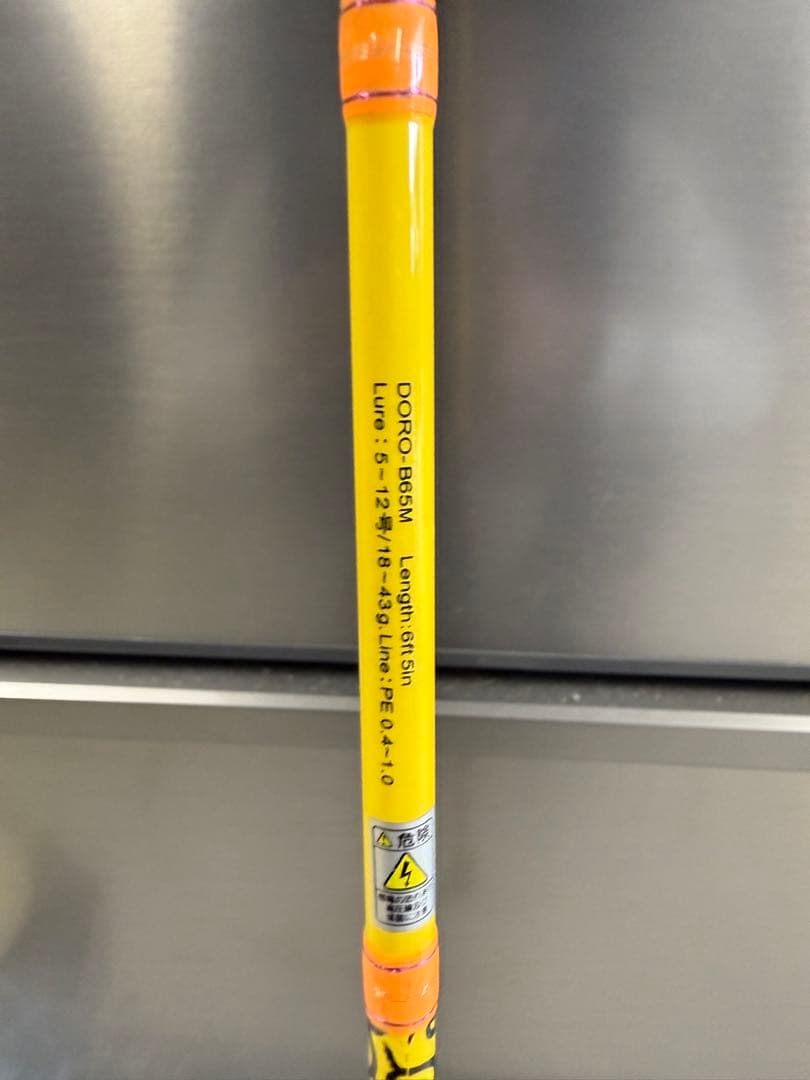 DORO-B65M Length:6ft 5in
Lure : 5~12号/18~43g.Line : PE 0.4~1.0
危険